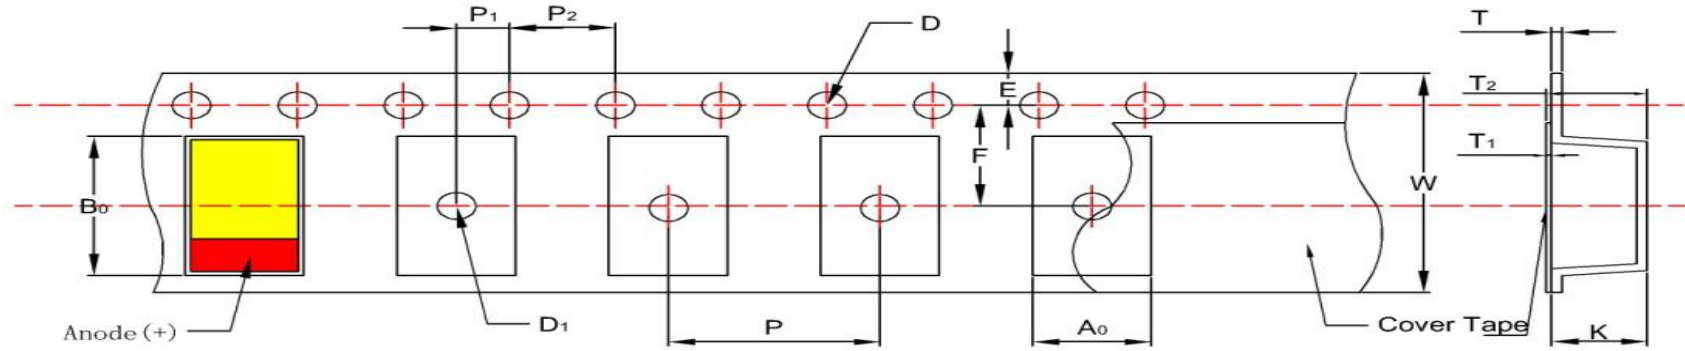 P1 P2 D T
E T2
F T1
B0 W
Anode(+) D1 P A0 Cover Tape K